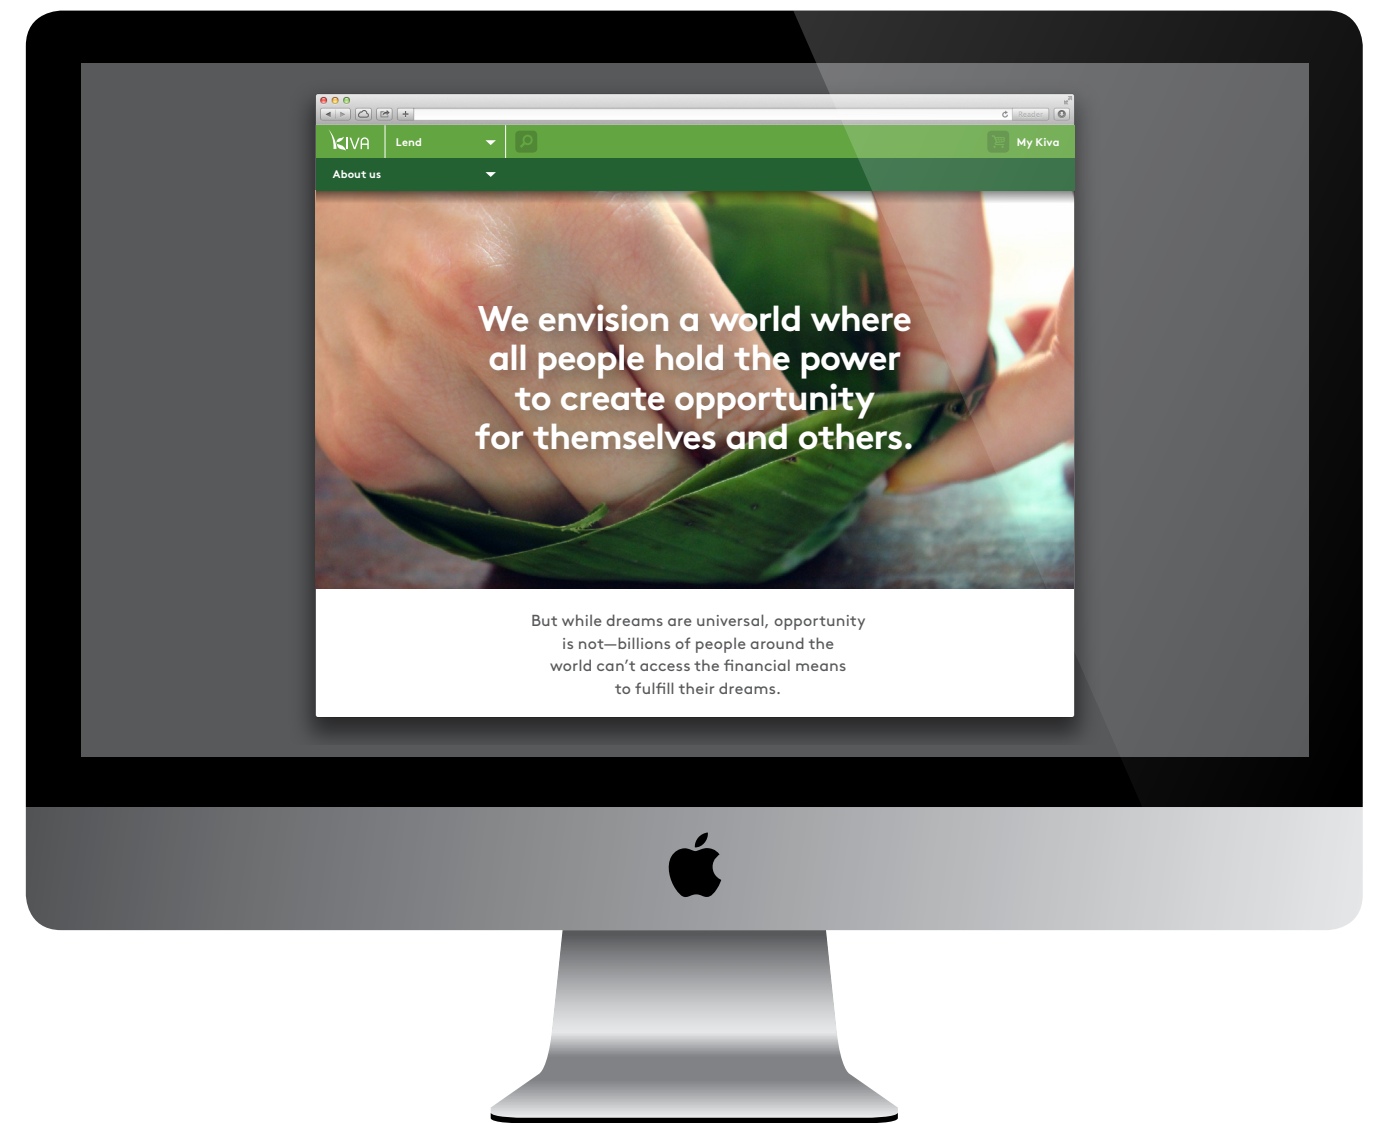 Reader
KIVA
Lend
My Kiva
About us
We envision a world where
all people hold the power
to create opportunity
for themselves and others.
But while dreams are universal, opportunity
is not—billions of people around the
world can’t access the financial means
to fulfill their dreams.